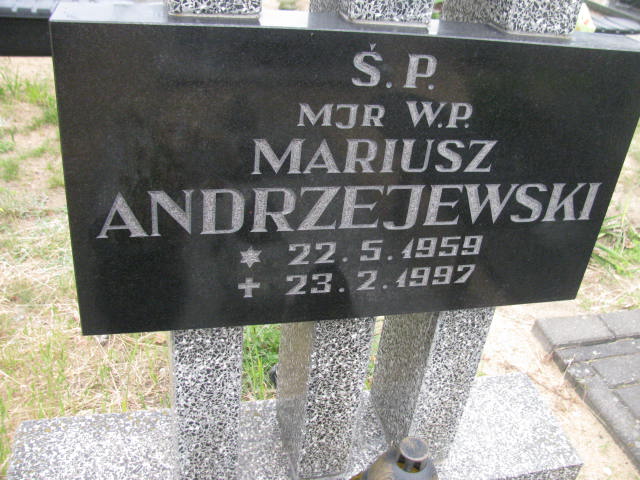 Ś.P.
MJR W.P.
MARIUSZ
ANDRZEJEWSKI
22.5.1959
✝ 23.2.1997